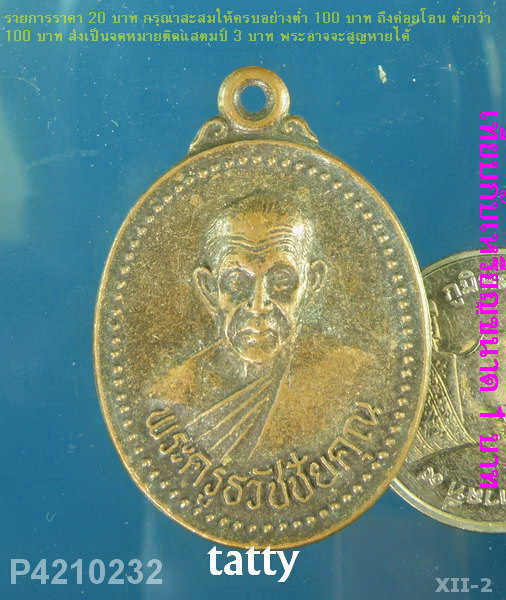 รายการราคา 20 บาท กรุณาสะสมให้ครบอย่างต่ำ 100 บาท ถึงค่อยโอน ต่ำกว่า
100 บาท ส่งเป็นจดหมายติดแสตมป์ 3 บาท พระอาจจะสูญหายได้
เทียบกับเหรียญขนาด 1 บาท
พระครูธวัชชัยคุณ
tatty
P4210232
XII-2